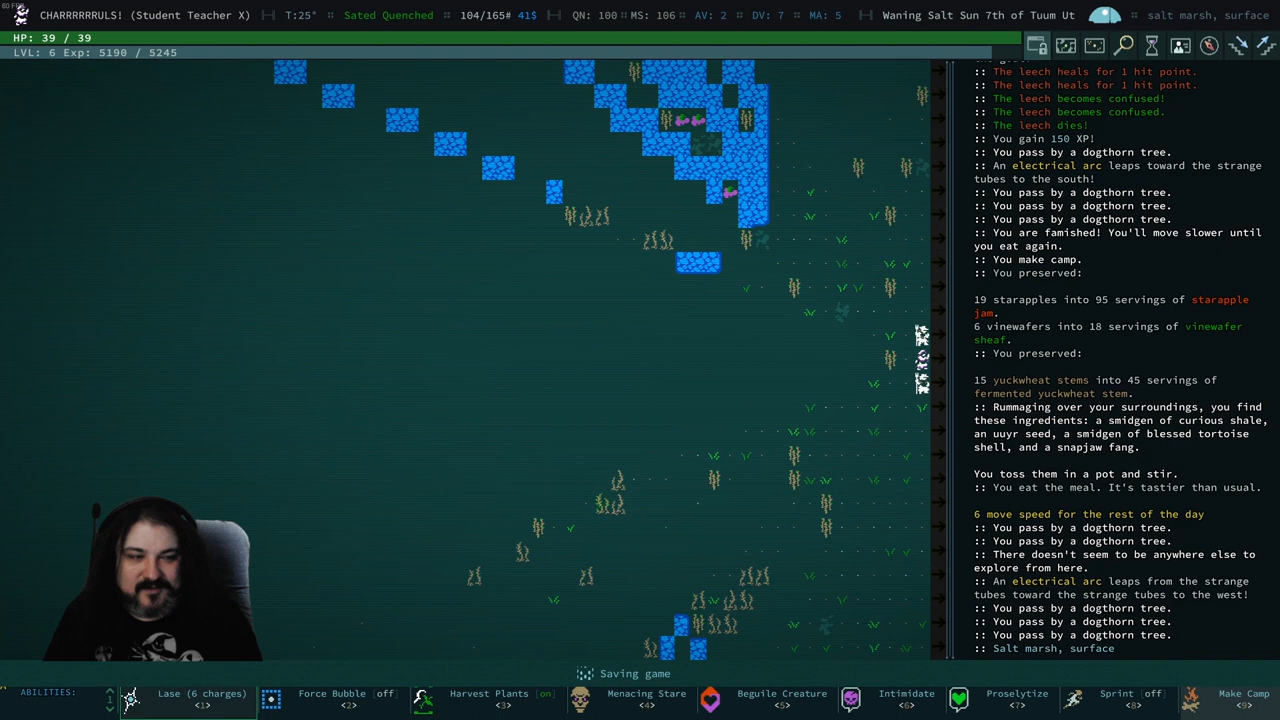 60 FPS
CHARRRRRULS! (Student Teacher X) T:25° Sated Quenched 104/165# 41$ QN: 100 MS: 106 AV: 2 DV: 7 MA: 5 Waning Salt Sun 7th of Tuum Ut salt marsh, surface
HP: 39 / 39
LVL: 6 Exp: 5190 / 5245
:: The leech heals for 1 hit point.
:: The leech heals for 1 hit point.
:: The leech becomes confused!
:: The leech becomes confused.
:: The leech dies!
:: You gain 150 XP!
:: You pass by a dogthorn tree.
:: An electrical arc leaps toward the strange
tubes to the south!
:: You pass by a dogthorn tree.
:: You pass by a dogthorn tree.
:: You pass by a dogthorn tree.
:: You are famished! You'll move slower until
you eat again.
:: You make camp.
:: You preserved:
19 starapples into 95 servings of starapple
jam.
6 vinewafers into 18 servings of vinewafer
sheaf.
:: You preserved:
15 yuckwheat stems into 45 servings of
fermented yuckwheat stem.
:: Rummaging over your surroundings, you find
these ingredients: a smidgen of curious shale,
an uuyr seed, a smidgen of blessed tortoise
shell, and a snapjaw fang.
You toss them in a pot and stir.
:: You eat the meal. It's tastier than usual.
6 move speed for the rest of the day
:: You pass by a dogthorn tree.
:: You pass by a dogthorn tree.
:: There doesn't seem to be anywhere else to
explore from here.
:: An electrical arc leaps from the strange
tubes toward the strange tubes to the west!
:: You pass by a dogthorn tree.
:: You pass by a dogthorn tree.
:: You pass by a dogthorn tree.
:: Salt marsh, surface
Saving game
ABILITIES: 1 Lase (6 charges) Force Bubble [off] Harvest Plants [on] Menacing Stare Beguile Creature Intimidate Proselytize Sprint [off] Make Camp
<1> <2> <3> <4> <5> <6> <7> <8> <9>